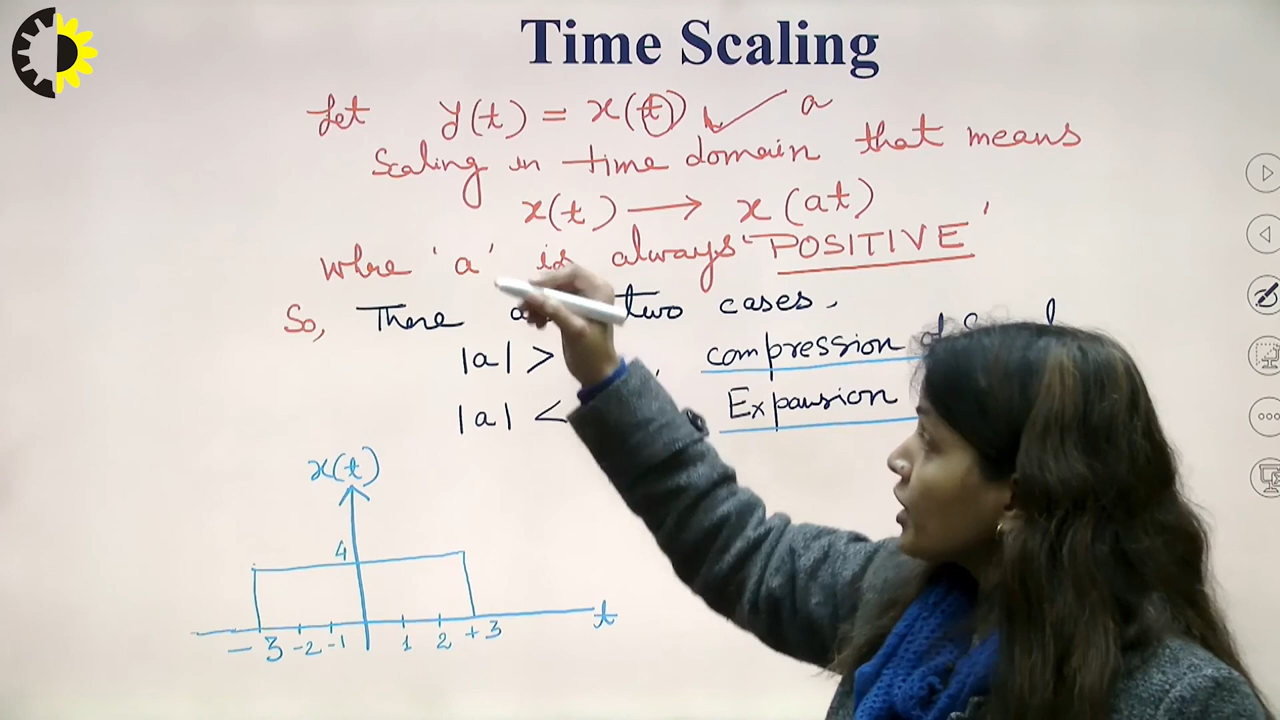 Time Scaling
Let y(t) = x(t) ✓ a
Scaling in time domain that means
x(t) → x(at)
where 'a' is always 'POSITIVE'
So, There two cases.
|a| > , compression of
|a| < Expansion
x(t)
4
-3 -2 -1 1 2 +3 t